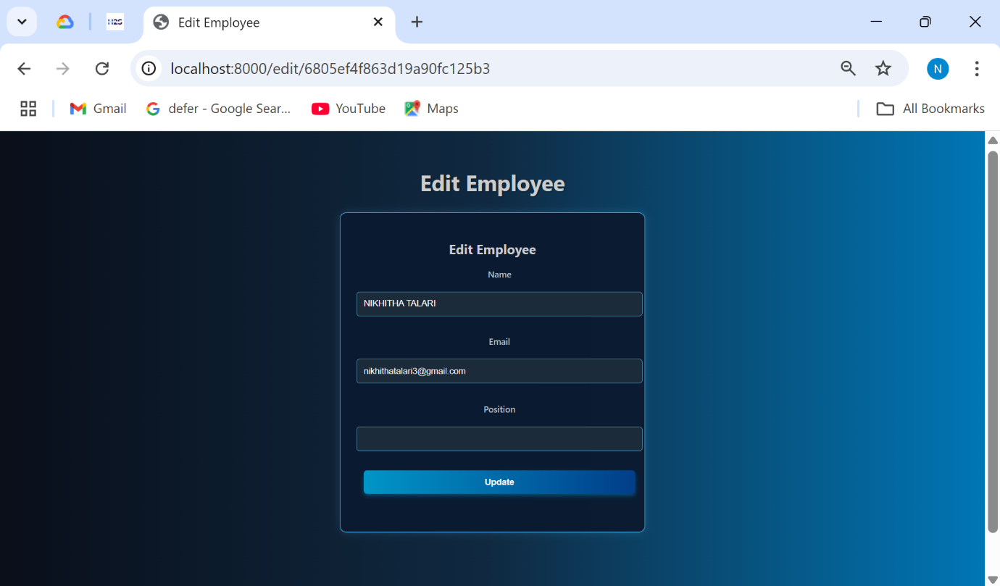 H2S
Edit Employee
localhost:8000/edit/6805ef4f863d19a90fc125b3
N
Gmail
defer - Google Sear...
YouTube
Maps
All Bookmarks
Edit Employee
Edit Employee
Name
NIKHITHA TALARI
Email
nikhithatalari3@gmail.com
Position
Update